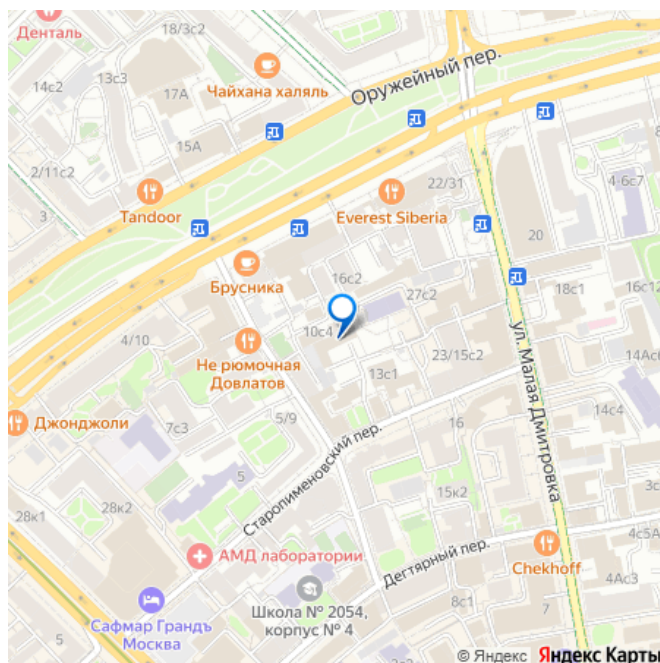 Денталь
18/3с2
14с2
13с3
17А
Чайхана халяль
Оружейный пер.
15А
2/11с2
3
Tandoor
22/31
4-6с7
Everest Siberia
20
Брусника
16с2
27с2
18с1
16с12
4/10
10с4
Не рюмочная
Довлатов
13с1
23/15с2
14Ас6
ул. Малая Дмитровка
Джонджоли
7с3
5/9
16
14с4
Старопименовский пер.
5
15к2
3с
28к2
28к1
АМД лаборатории
Дегтярный пер.
4с5А
Chekhoff
4Ас3
Школа № 2054,
корпус № 4
8с1
7
Сафмар Грандъ
Москва
5
© Яндекс Яндекс Карты